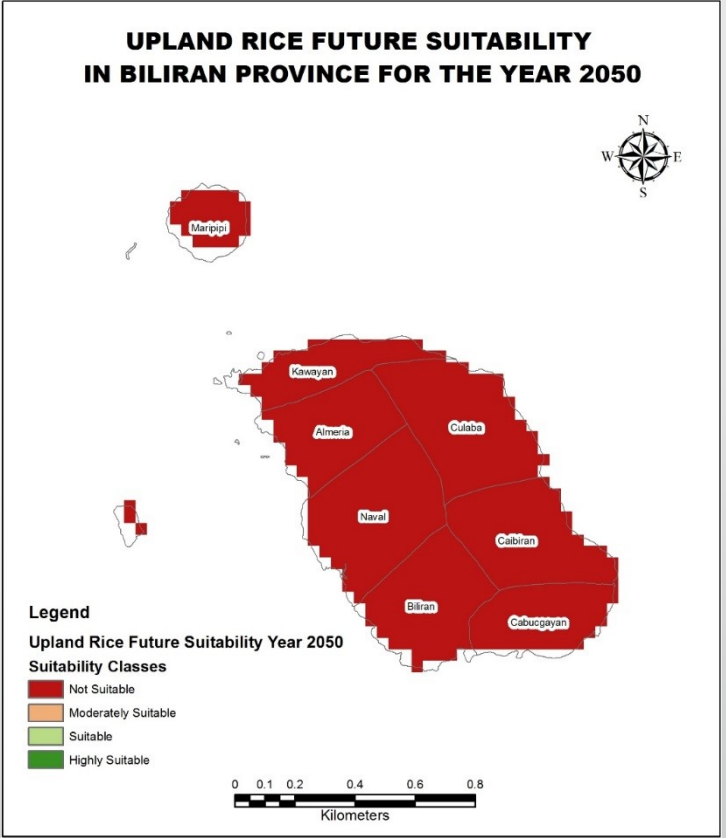 UPLAND RICE FUTURE SUITABILITY
IN BILIRAN PROVINCE FOR THE YEAR 2050
N
W E
S
Maripipi
Kawayan
Almeria
Culaba
Naval
Caibiran
Biliran
Cabucgayan
Legend
Upland Rice Future Suitability Year 2050
Suitability Classes
Not Suitable
Moderately Suitable
Suitable
Highly Suitable
0 0.1 0.2 0.4 0.6 0.8
Kilometers